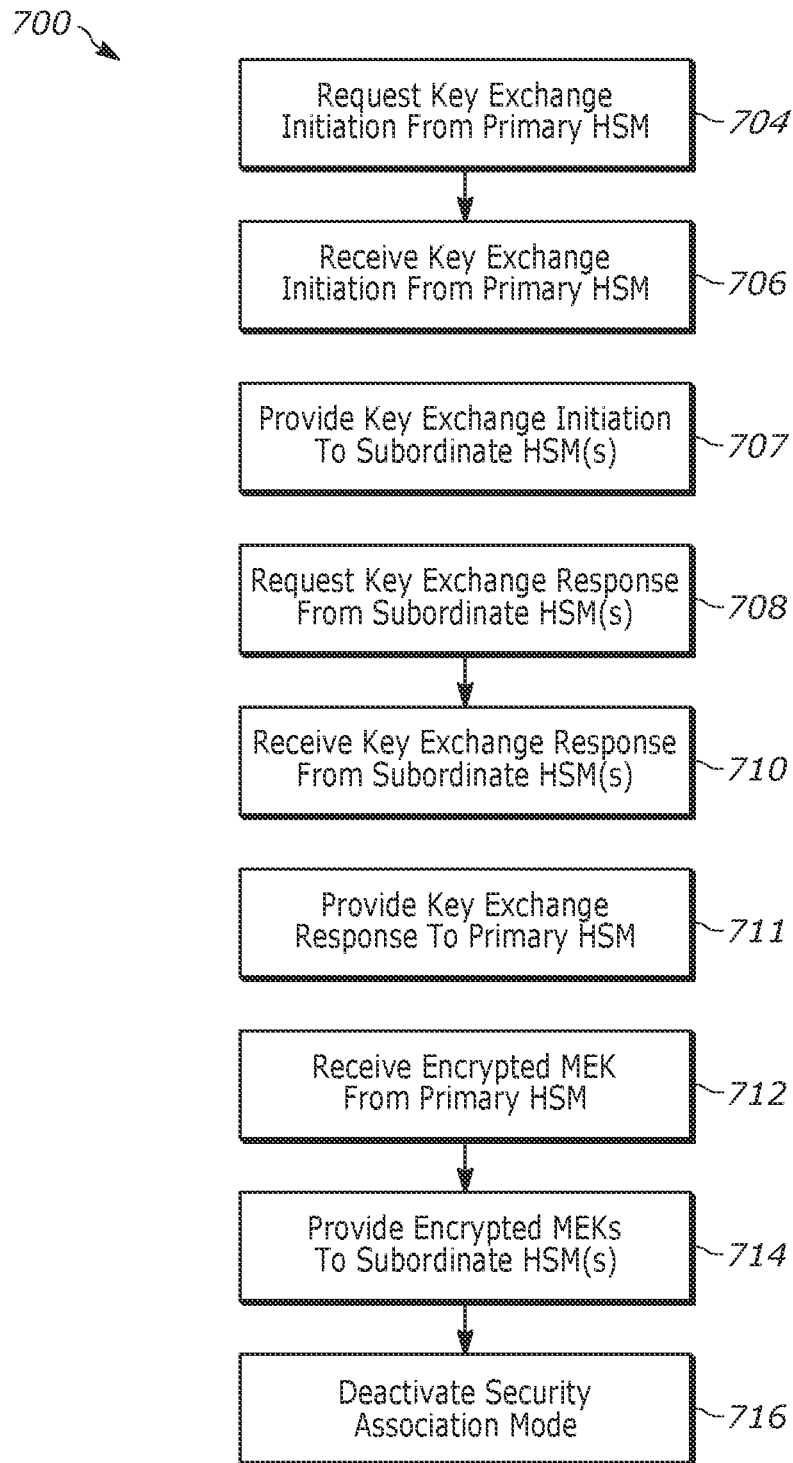 700
Request Key Exchange
Initiation From Primary HSM
704
Receive Key Exchange
Initiation From Primary HSM
706
Provide Key Exchange Initiation
To Subordinate HSM(s)
707
Request Key Exchange Response
From Subordinate HSM(s)
708
Receive Key Exchange Response
From Subordinate HSM(s)
710
Provide Key Exchange
Response To Primary HSM
711
Receive Encrypted MEK
From Primary HSM
712
Provide Encrypted MEKs
To Subordinate HSM(s)
714
Deactivate Security
Association Mode
716